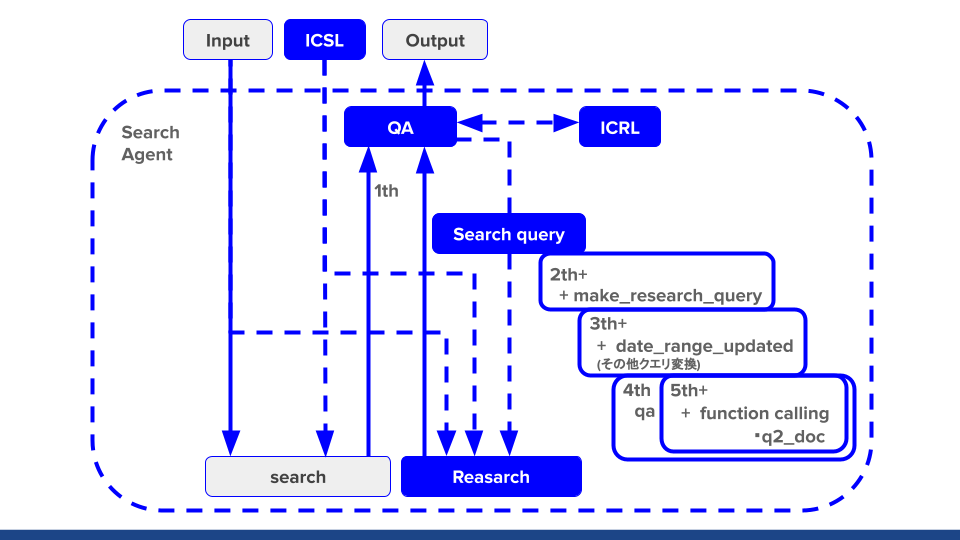 Input
ICSL
Output
Search
Agent
QA
ICRL
1th
Search query
2th+
+ make_research_query
3th+
+ date_range_updated
(その他クエリ変換)
4th
qa
5th+
+ function calling
・q2_doc
search
Reasarch